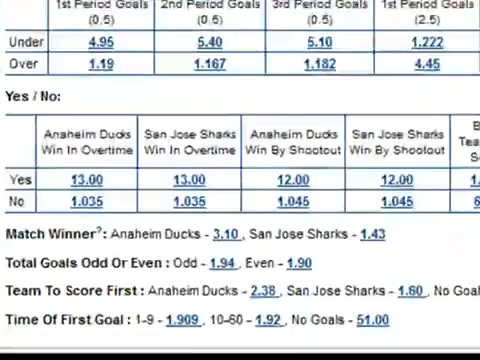 1st Period Goals 2nd Period Goals 3rd Period Goals 1st Period Goals
(0.5) (0.5) (0.5) (2.5)
Under 4.95 5.40 5.10 1.222
Over 1.19 1.167 1.182 4.45
Yes / No:
Anaheim Ducks San Jose Sharks Anaheim Ducks San Jose Sharks
Win In Overtime Win In Overtime Win By Shootout Win By Shootout
Yes 13.00 13.00 12.00 12.00
No 1.035 1.035 1.045 1.045
Match Winner?: Anaheim Ducks - 3.10 , San Jose Sharks - 1.43
Total Goals Odd Or Even : Odd - 1.94 , Even - 1.90
Team To Score First : Anaheim Ducks - 2.38 , San Jose Sharks - 1.60 , No Goal
Time Of First Goal : 1-9 - 1.909 , 10-60 - 1.92 , No Goals - 51.00